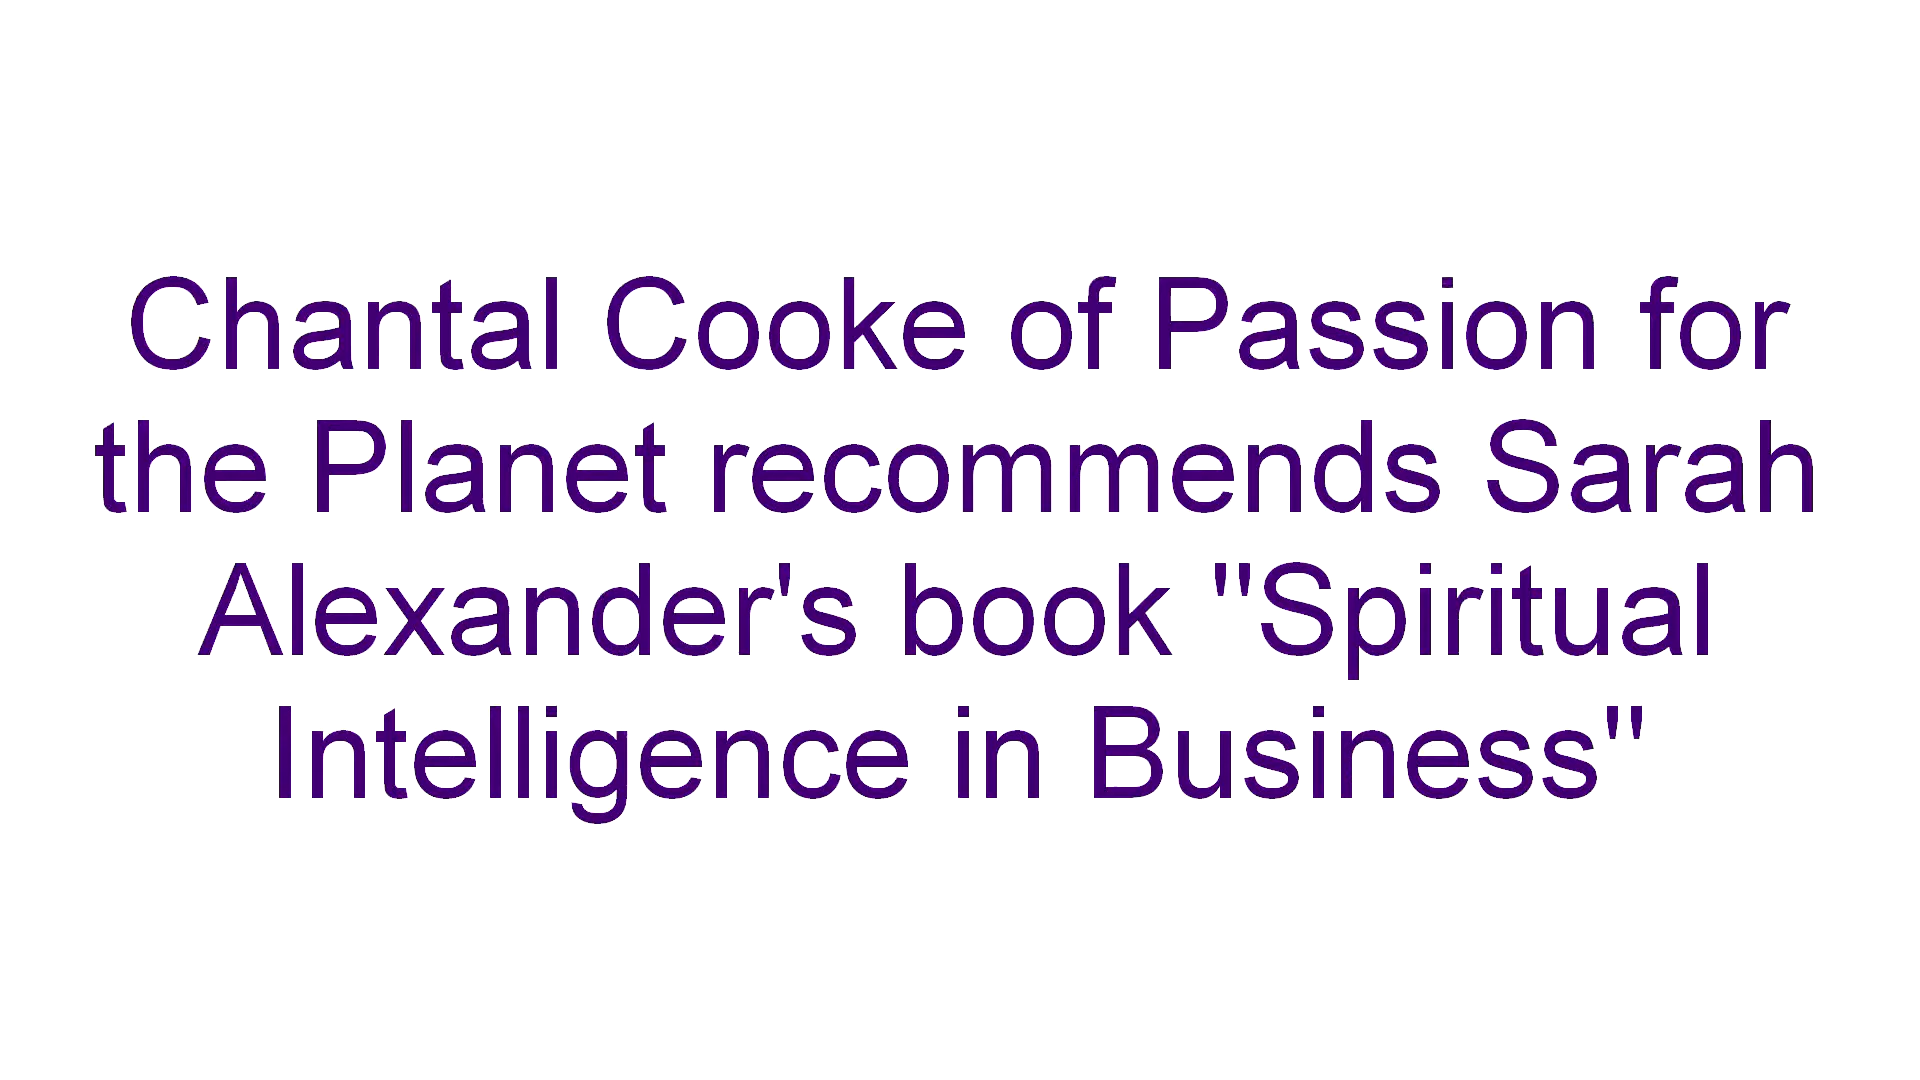 Chantal Cooke of Passion for
the Planet recommends Sarah
Alexander's book "Spiritual
Intelligence in Business"